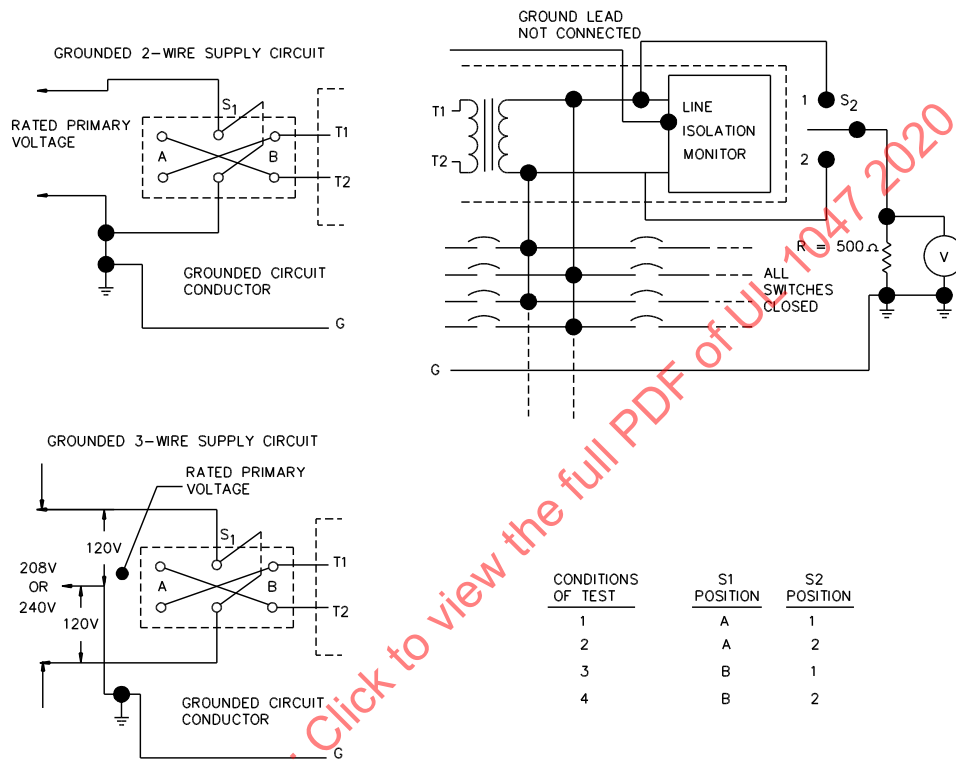 GROUNDED 2-WIRE SUPPLY CIRCUIT
RATED PRIMARY
VOLTAGE
S1
A
B
T1
T2
GROUNDED CIRCUIT
CONDUCTOR
G
GROUND LEAD
NOT CONNECTED
T1
T2
LINE
ISOLATION
MONITOR
1
S2
2
R = 500Ω
V
ALL
SWITCHES
CLOSED
G
GROUNDED 3-WIRE SUPPLY CIRCUIT
RATED PRIMARY
VOLTAGE
S1
120V
208V
OR
240V
120V
A
B
T1
T2
GROUNDED CIRCUIT
CONDUCTOR
G
CONDITIONS OF TEST S1 POSITION S2 POSITION
1 A 1
2 A 2
3 B 1
4 B 2
Click to view the full PDF of UL 1047 2020